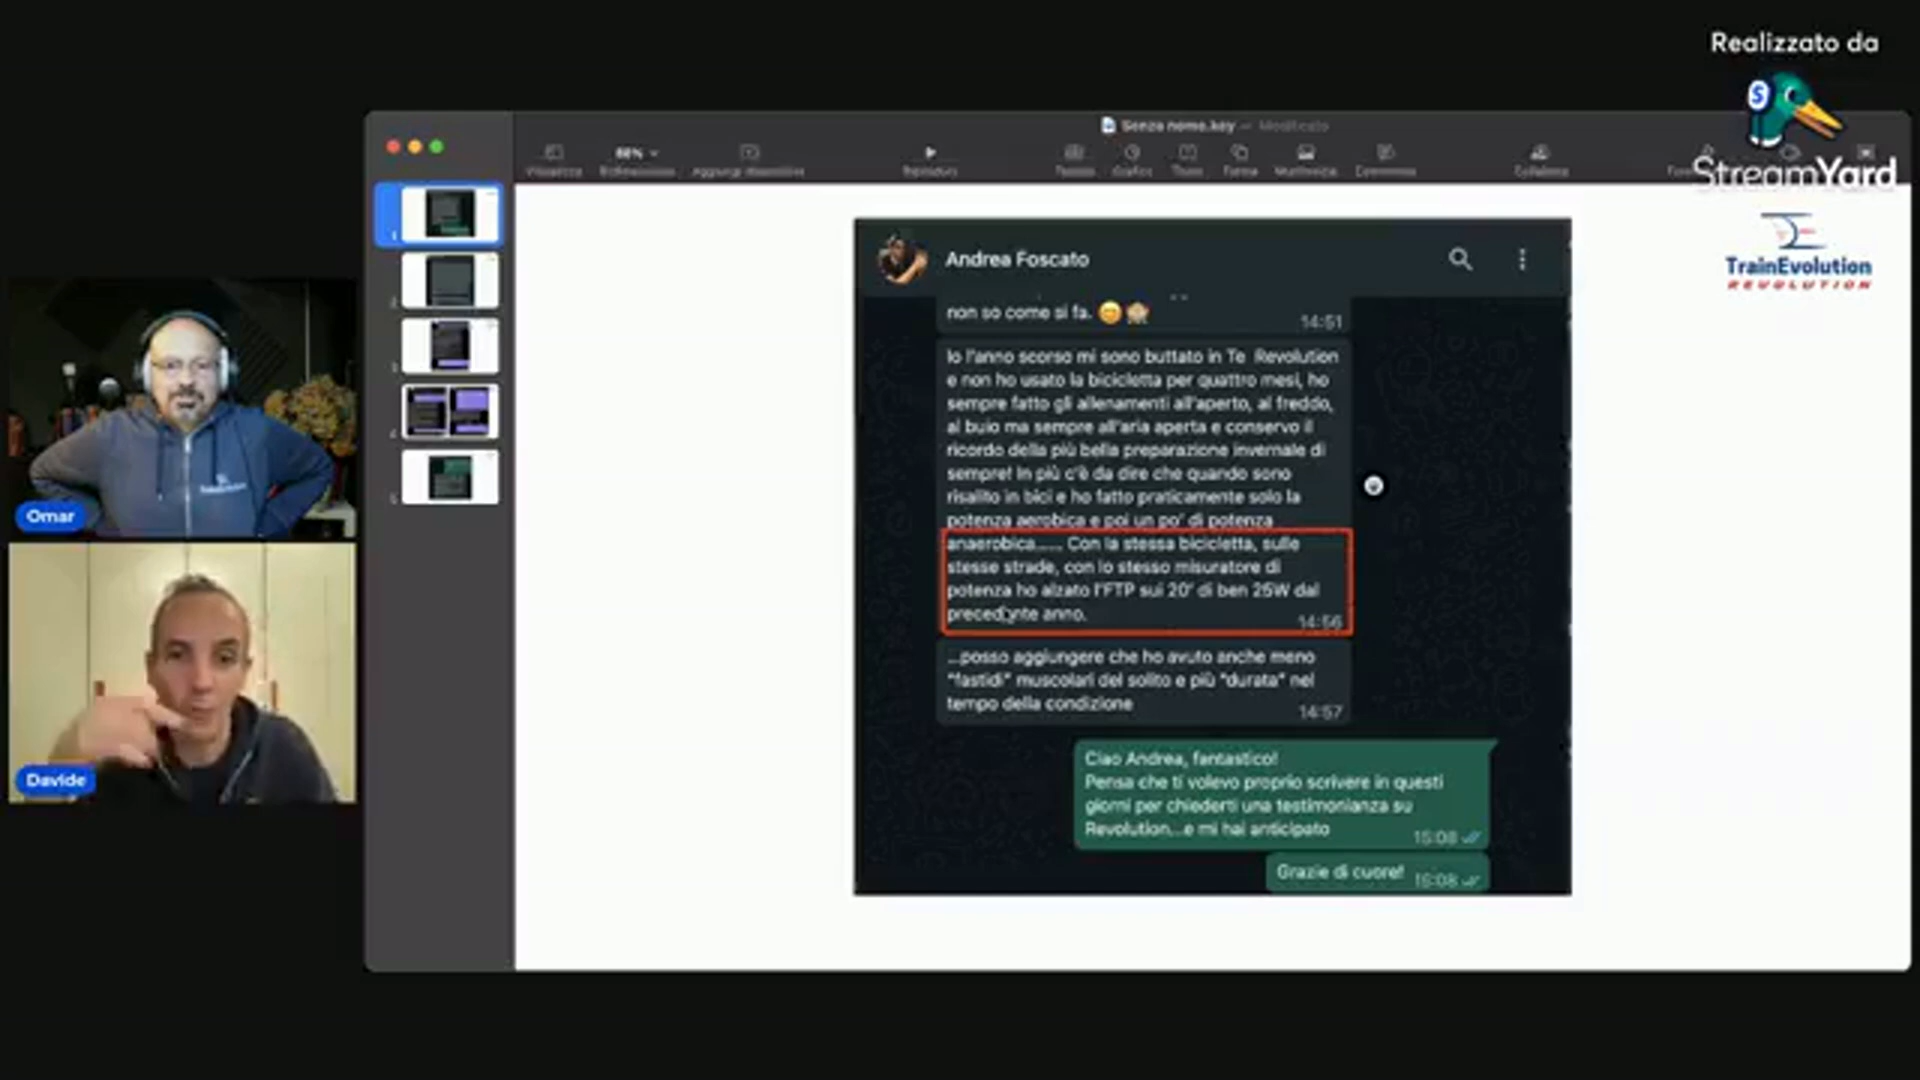 Realizzato da
StreamYard
Senza nome.key — Modificato
68%
TrainEvolution
REVOLUTION
Andrea Foscato
non so come si fa. 😊🙈
14:51
Io l'anno scorso mi sono buttato in Te Revolution
e non ho usato la bicicletta per quattro mesi, ho
sempre fatto gli allenamenti all'aperto, al freddo,
al buio ma sempre all'aria aperta e conservo il
ricordo della più bella preparazione invernale di
sempre! In più c'è da dire che quando sono
risalito in bici e ho fatto praticamente solo la
potenza aerobica e poi un po' di potenza
anaerobica...... Con la stessa bicicletta, sulle
stesse strade, con lo stesso misuratore di
potenza ho alzato l'FTP sui 20' di ben 25W dal
precedente anno.
14:56
...posso aggiungere che ho avuto anche meno
"fastidi" muscolari del solito e più "durata" nel
tempo della condizione
14:57
Ciao Andrea, fantastico!
Pensa che ti volevo proprio scrivere in questi
giorni per chiederti una testimonianza su
Revolution...e mi hai anticipato
15:08
Grazie di cuore!
15:08
Omar
Davide